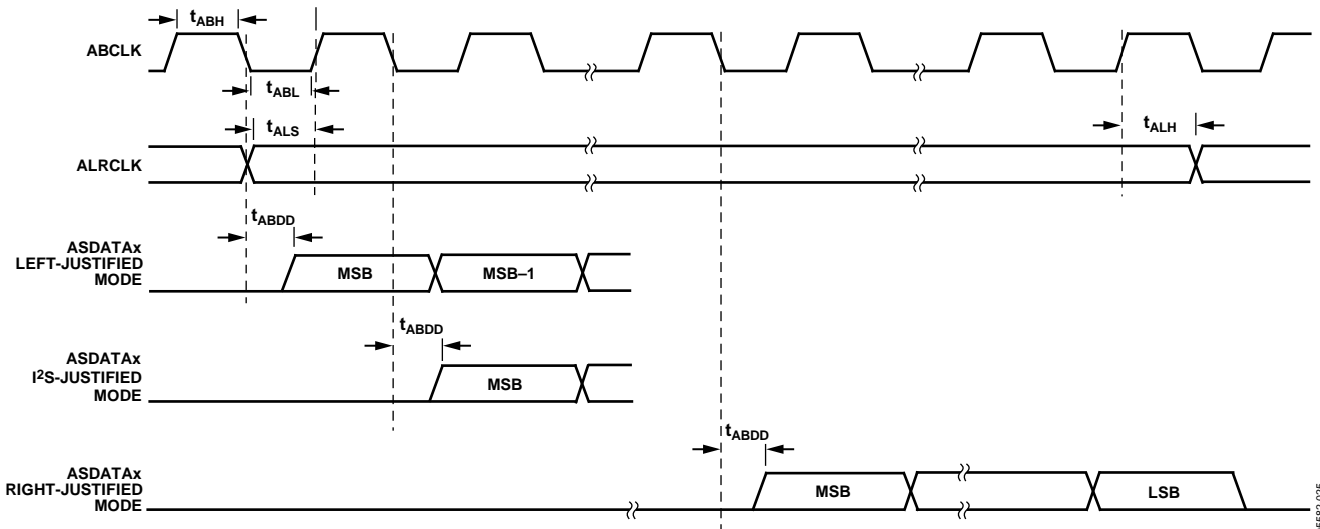 tABH
ABCLK
tABL
tALS
tALH
ALRCLK
tABDD
ASDATAx
LEFT-JUSTIFIED
MODE
MSB
MSB–1
tABDD
ASDATAx
I²S-JUSTIFIED
MODE
MSB
tABDD
ASDATAx
RIGHT-JUSTIFIED
MODE
MSB
LSB